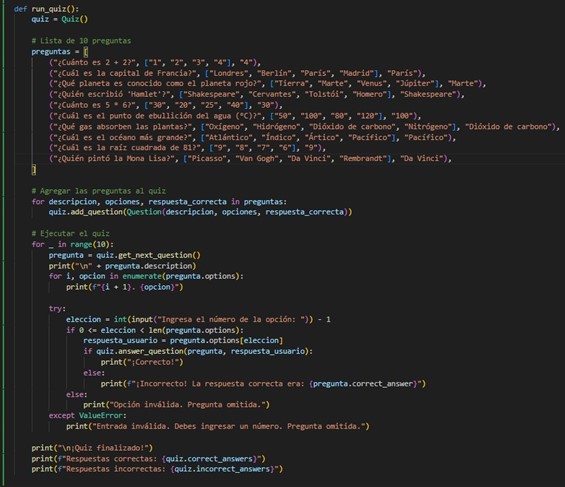 def run_quiz():
    quiz = Quiz()

    # Lista de 10 preguntas
    preguntas = [
        ("¿Cuánto es 2 + 2?", ["1", "2", "3", "4"], "4"),
        ("¿Cuál es la capital de Francia?", ["Londres", "Berlín", "París", "Madrid"], "París"),
        ("¿Qué planeta es conocido como el planeta rojo?", ["Tierra", "Marte", "Venus", "Júpiter"], "Marte"),
        ("¿Quién escribió 'Hamlet'?", ["Shakespeare", "Cervantes", "Tolstói", "Homero"], "Shakespeare"),
        ("¿Cuánto es 5 * 6?", ["30", "20", "25", "40"], "30"),
        ("¿Cuál es el punto de ebullición del agua (°C)?", ["50", "100", "80", "120"], "100"),
        ("¿Qué gas absorben las plantas?", ["Oxígeno", "Hidrógeno", "Dióxido de carbono", "Nitrógeno"], "Dióxido de carbono"),
        ("¿Cuál es el océano más grande?", ["Atlántico", "Índico", "Ártico", "Pacífico"], "Pacífico"),
        ("¿Cuál es la raíz cuadrada de 81?", ["9", "8", "7", "6"], "9"),
        ("¿Quién pintó la Mona Lisa?", ["Picasso", "Van Gogh", "Da Vinci", "Rembrandt"], "Da Vinci"),
    ]

    # Agregar las preguntas al quiz
    for descripcion, opciones, respuesta_correcta in preguntas:
        quiz.add_question(Question(descripcion, opciones, respuesta_correcta))

    # Ejecutar el quiz
    for _ in range(10):
        pregunta = quiz.get_next_question()
        print("\n" + pregunta.description)
        for i, opcion in enumerate(pregunta.options):
            print(f"{i + 1}. {opcion}")

        try:
            eleccion = int(input("Ingresa el número de la opción: ")) - 1
            if 0 <= eleccion < len(pregunta.options):
                respuesta_usuario = pregunta.options[eleccion]
                if quiz.answer_question(pregunta, respuesta_usuario):
                    print("¡Correcto!")
                else:
                    print(f"¡Incorrecto! La respuesta correcta era: {pregunta.correct_answer}")
            else:
                print("Opción inválida. Pregunta omitida.")
        except ValueError:
            print("Entrada inválida. Debes ingresar un número. Pregunta omitida.")

    print("\n¡Quiz finalizado!")
    print(f"Respuestas correctas: {quiz.correct_answers}")
    print(f"Respuestas incorrectas: {quiz.incorrect_answers}")